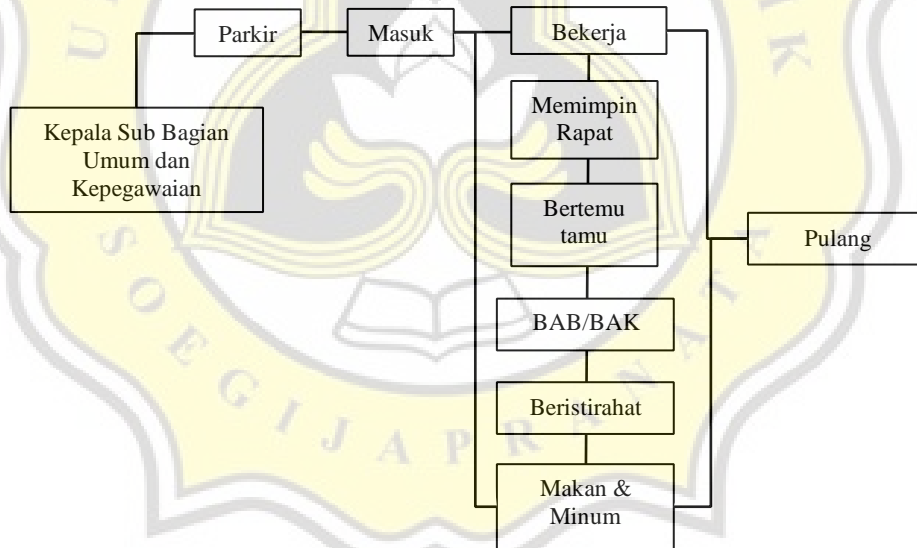 Parkir
Masuk
Bekerja
Kepala Sub Bagian
Umum dan
Kepegawaian
Memimpin
Rapat
Bertemu
tamu
Pulang
BAB/BAK
Beristirahat
Makan &
Minum
SOEGIJAPRANATA